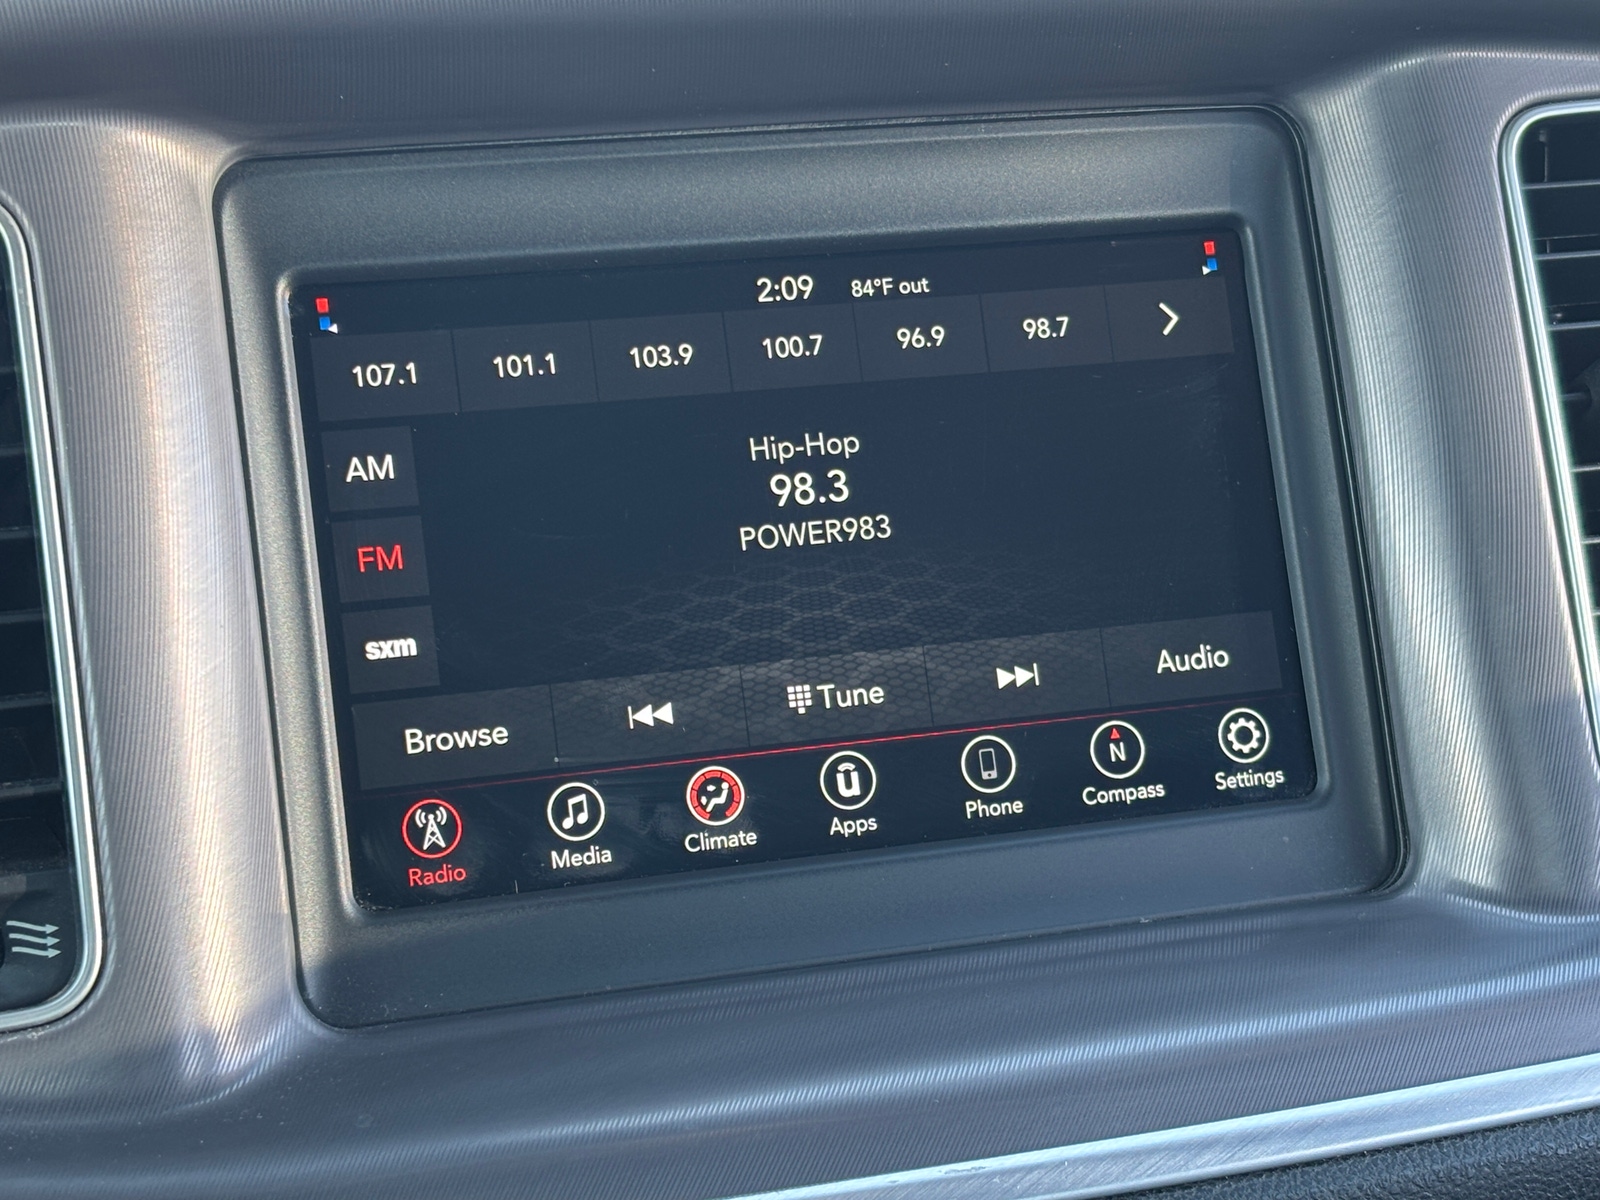 2:09 84°F out
107.1 101.1 103.9 100.7 96.9 98.7
AM
Hip-Hop
98.3
POWER983
FM
sxm
Browse Tune Audio
Radio Media Climate Apps Phone N Compass Settings